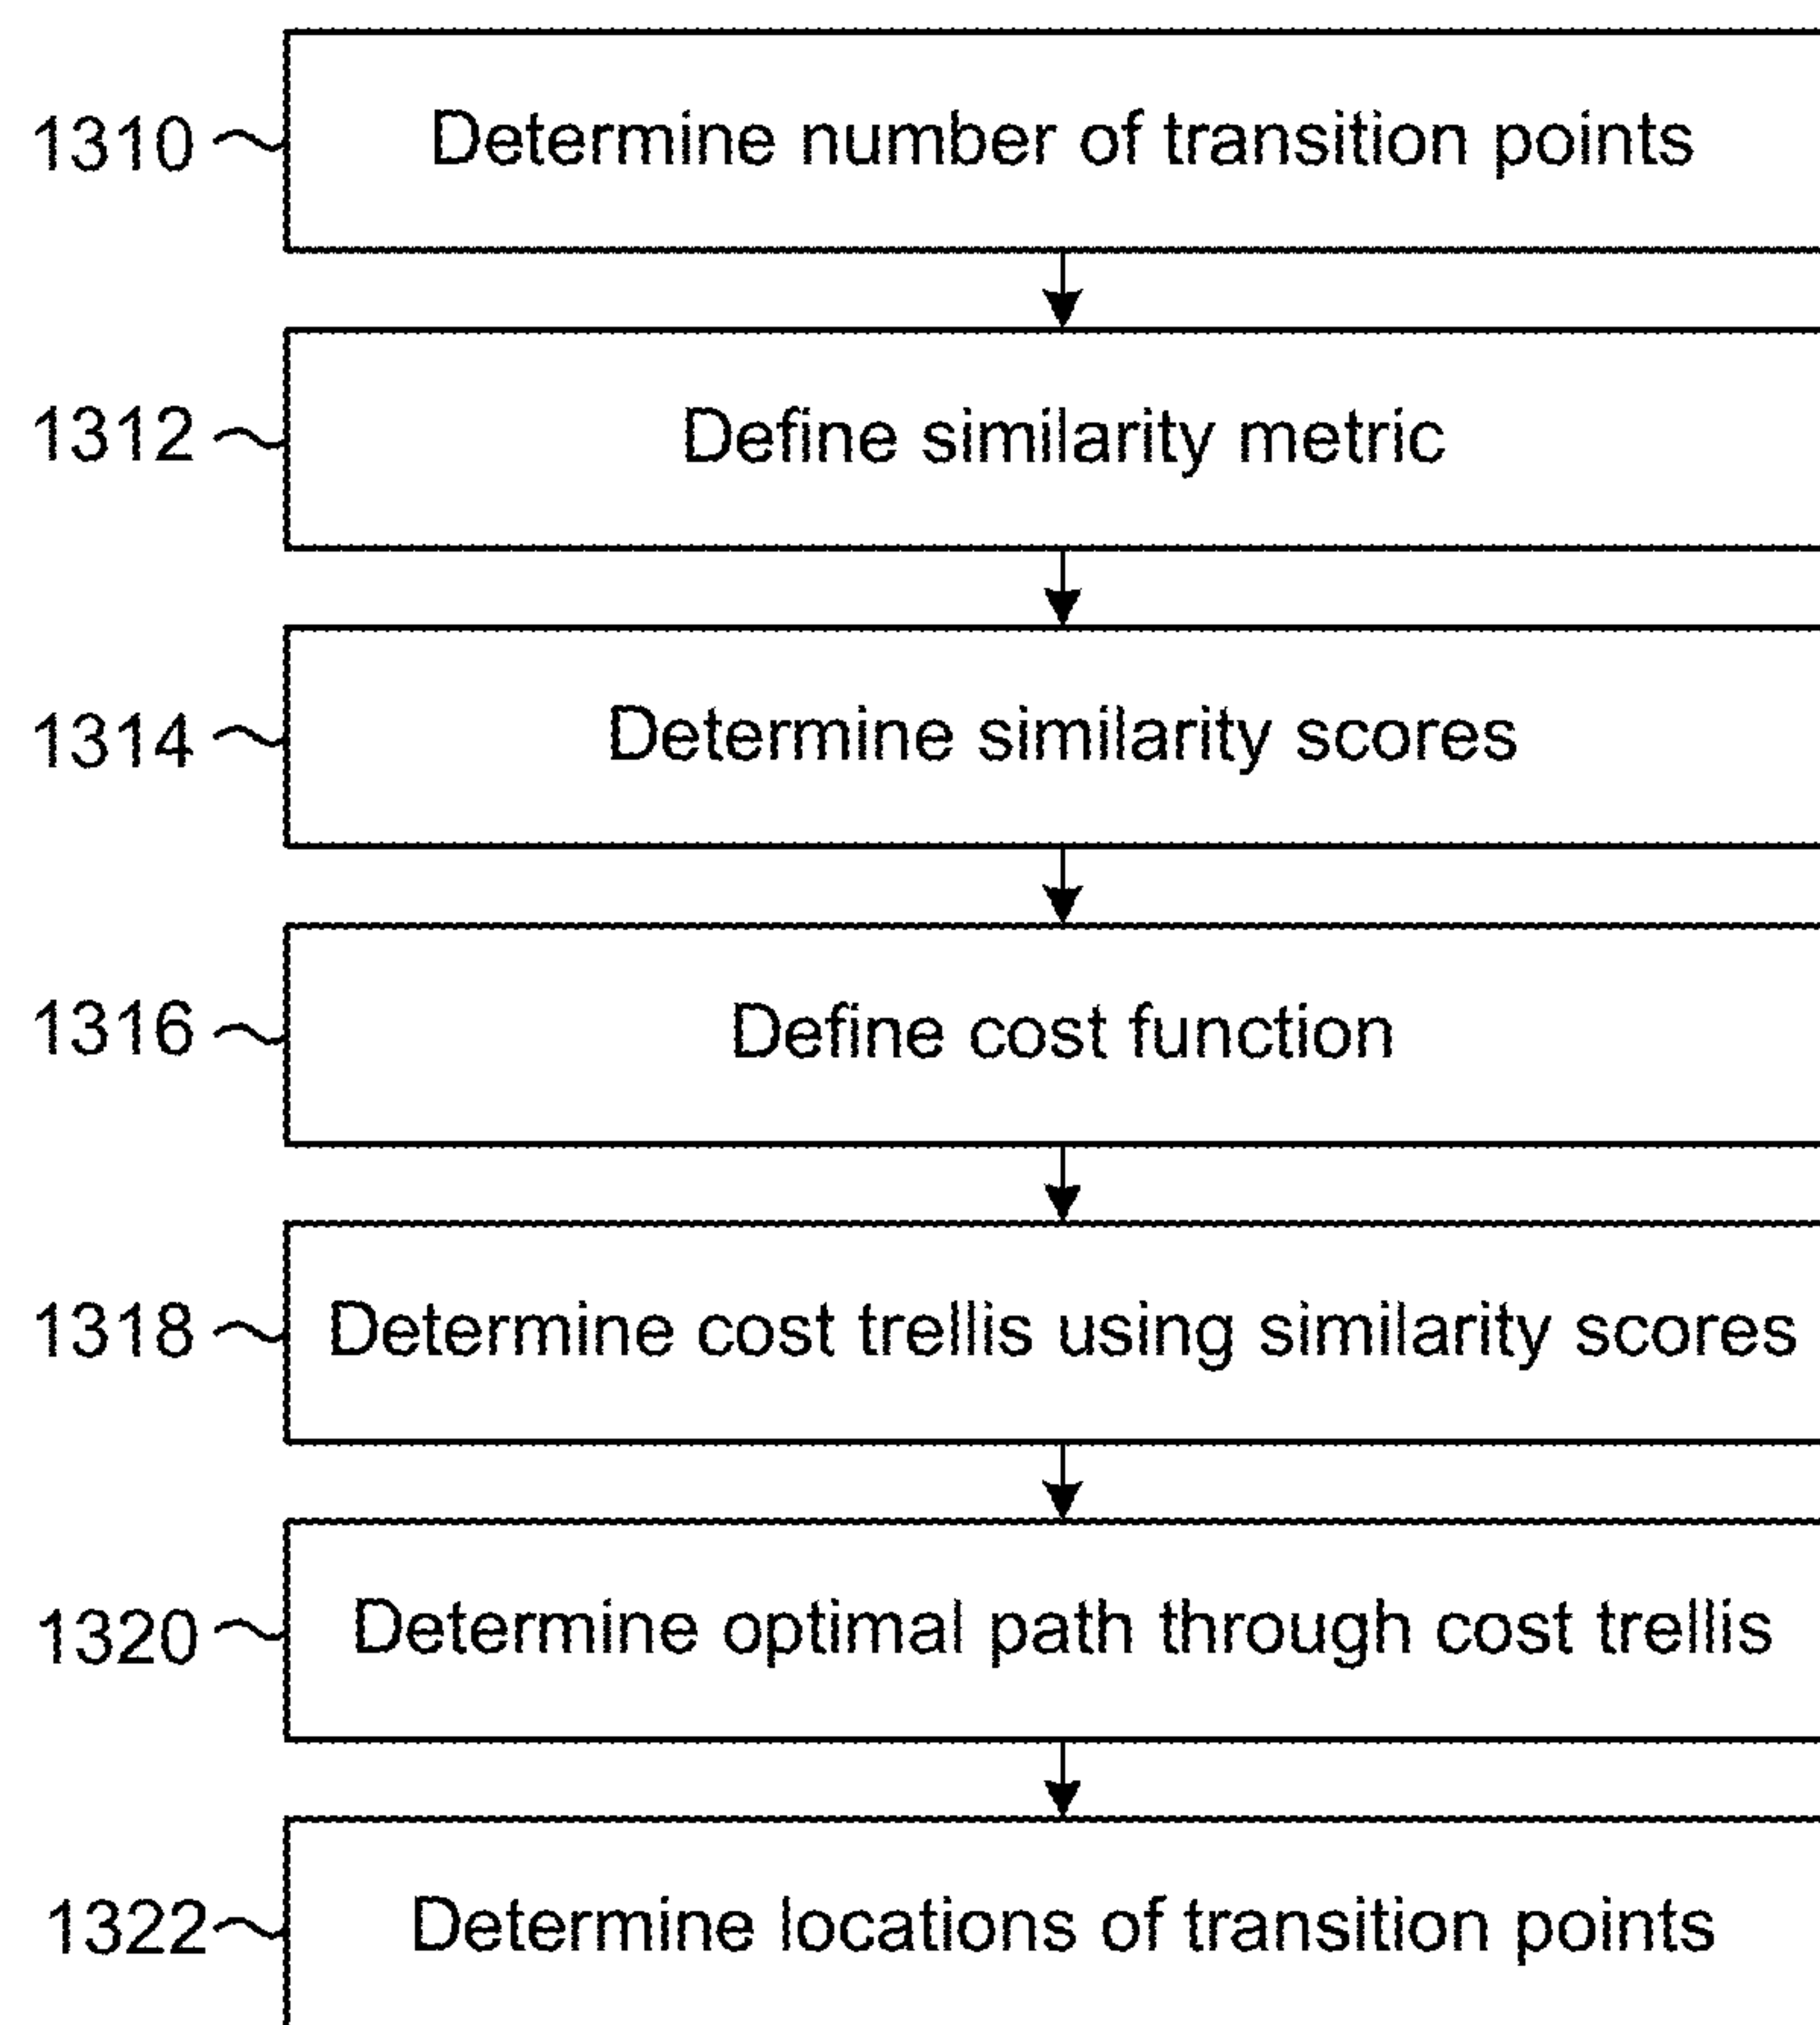 1310 Determine number of transition points
1312 Define similarity metric
1314 Determine similarity scores
1316 Define cost function
1318 Determine cost trellis using similarity scores
1320 Determine optimal path through cost trellis
1322 Determine locations of transition points